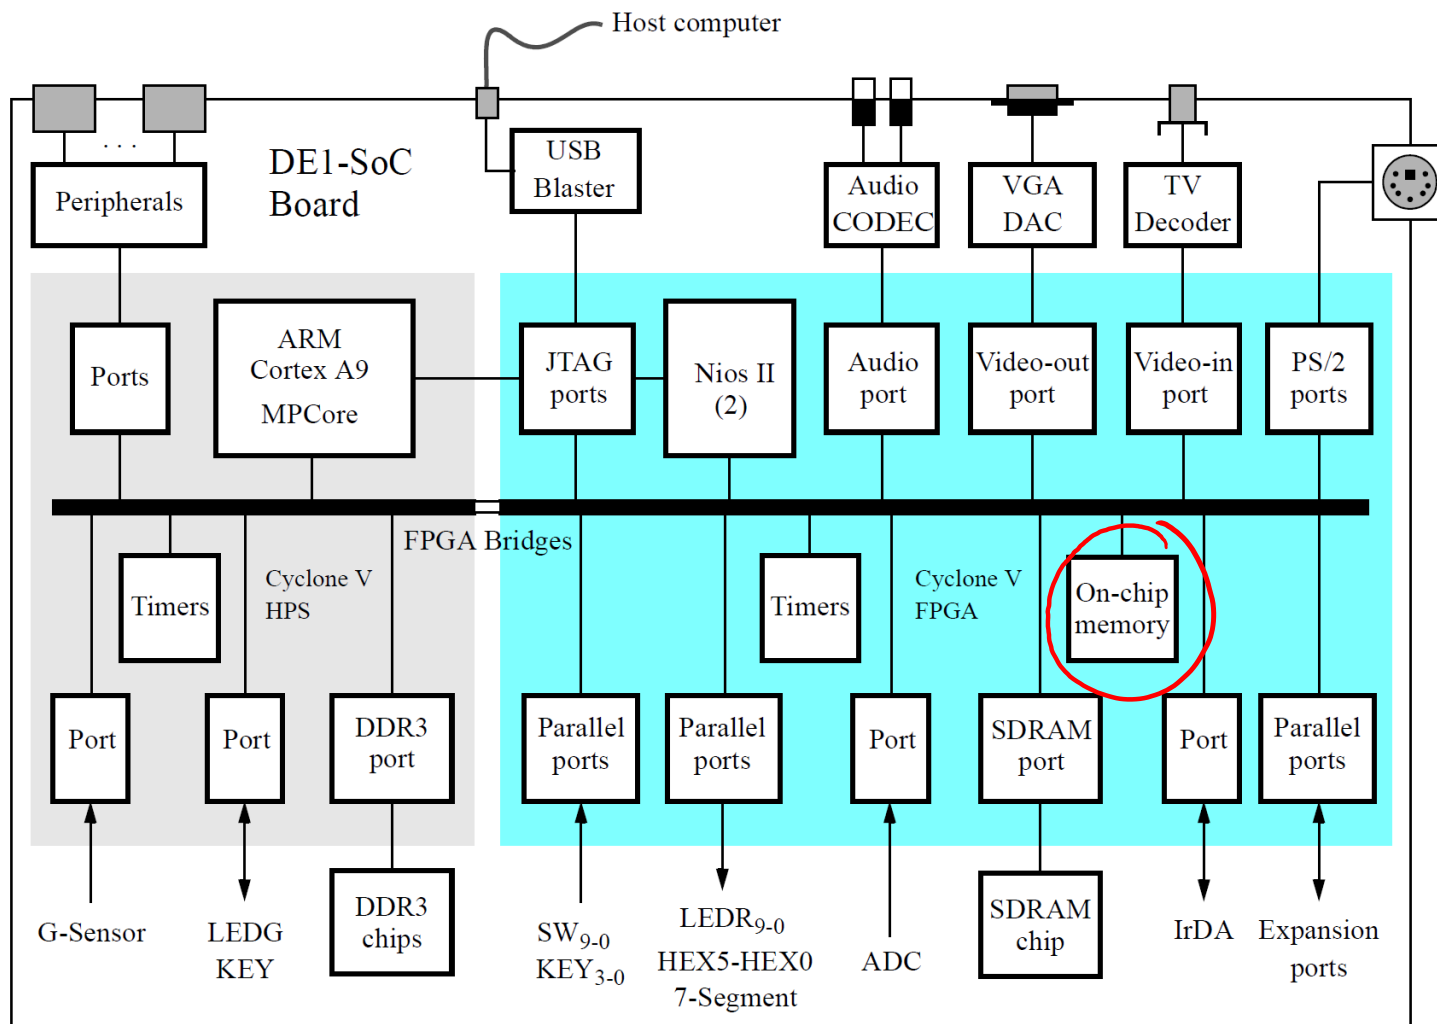 Host computer
DE1-SoC
Board
Peripherals
. . .
USB
Blaster
Audio
CODEC
VGA
DAC
TV
Decoder
Ports
ARM
Cortex A9
MPCore
JTAG
ports
Nios II
(2)
Audio
port
Video-out
port
Video-in
port
PS/2
ports
FPGA Bridges
Timers
Cyclone V
HPS
Timers
Cyclone V
FPGA
On-chip
memory
Port
Port
DDR3
port
Parallel
ports
Parallel
ports
Port
SDRAM
port
Port
Parallel
ports
G-Sensor
LEDG
KEY
DDR3
chips
SW9-0
KEY3-0
LEDR9-0
HEX5-HEX0
7-Segment
ADC
SDRAM
chip
IrDA
Expansion
ports